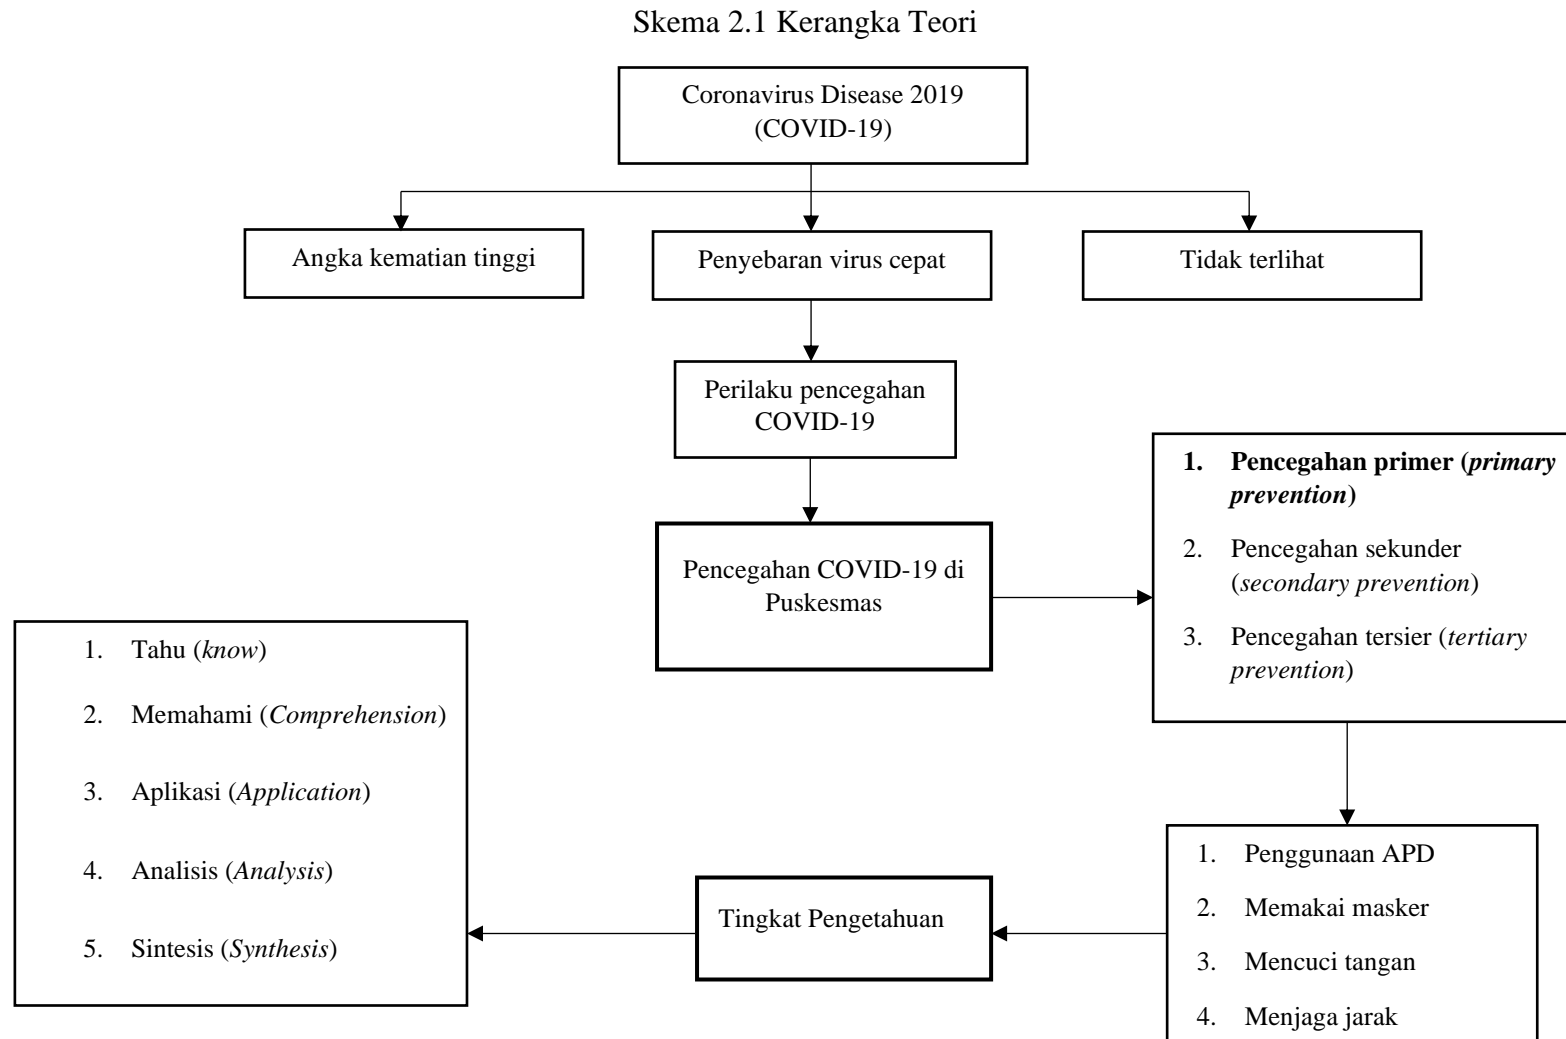 Skema 2.1 Kerangka Teori
Coronavirus Disease 2019
(COVID-19)
Angka kematian tinggi
Penyebaran virus cepat
Tidak terlihat
Perilaku pencegahan
COVID-19
Pencegahan COVID-19 di
Puskesmas
1. Pencegahan primer (primary
prevention)
2. Pencegahan sekunder
(secondary prevention)
3. Pencegahan tersier (tertiary
prevention)
1. Penggunaan APD
2. Memakai masker
3. Mencuci tangan
4. Menjaga jarak
Tingkat Pengetahuan
1. Tahu (know)
2. Memahami (Comprehension)
3. Aplikasi (Application)
4. Analisis (Analysis)
5. Sintesis (Synthesis)